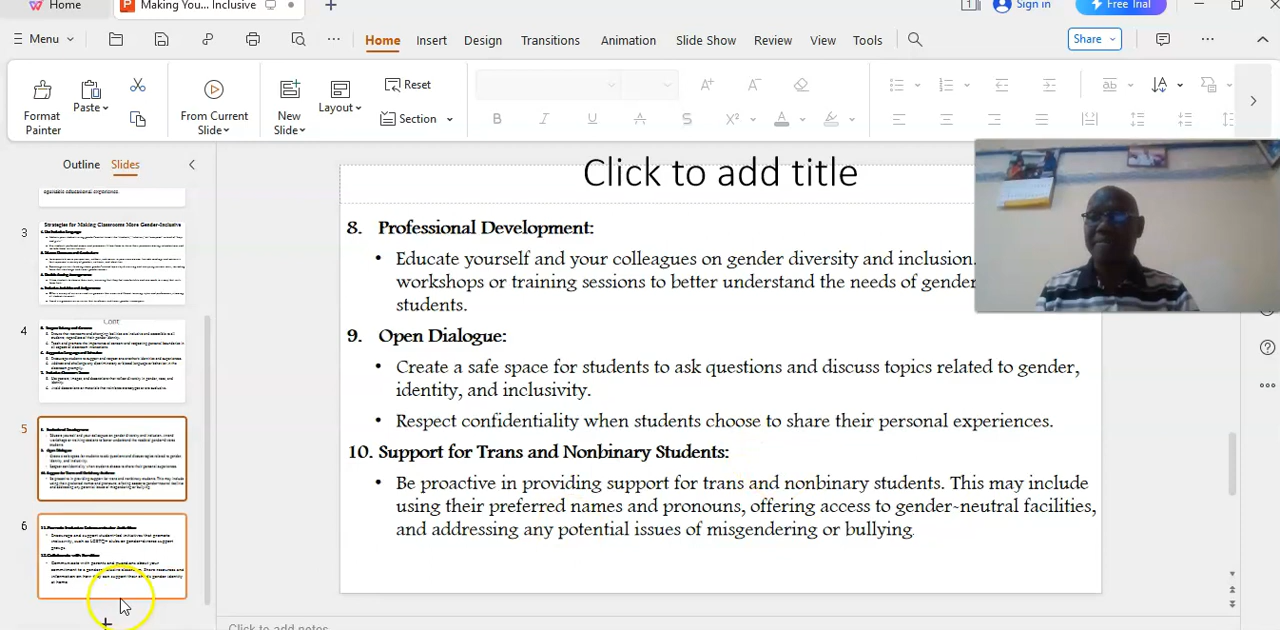 Home
Making You... Inclusive
Sign in
Free Trial
Menu
Home
Insert
Design
Transitions
Animation
Slide Show
Review
View
Tools
Share
Format
Painter
Paste
From Current
Slide
New
Slide
Layout
Reset
Section
Outline
Slides
Click to add title
8. Professional Development:
• Educate yourself and your colleagues on gender diversity and inclusion.
workshops or training sessions to better understand the needs of gender
students.
9. Open Dialogue:
• Create a safe space for students to ask questions and discuss topics related to gender,
identity, and inclusivity.
• Respect confidentiality when students choose to share their personal experiences.
10. Support for Trans and Nonbinary Students:
• Be proactive in providing support for trans and nonbinary students. This may include
using their preferred names and pronouns, offering access to gender-neutral facilities,
and addressing any potential issues of misgendering or bullying.
3
Strategies for Making Classrooms More Gender-Inclusive
4
Cont
5
6
Click to add notes